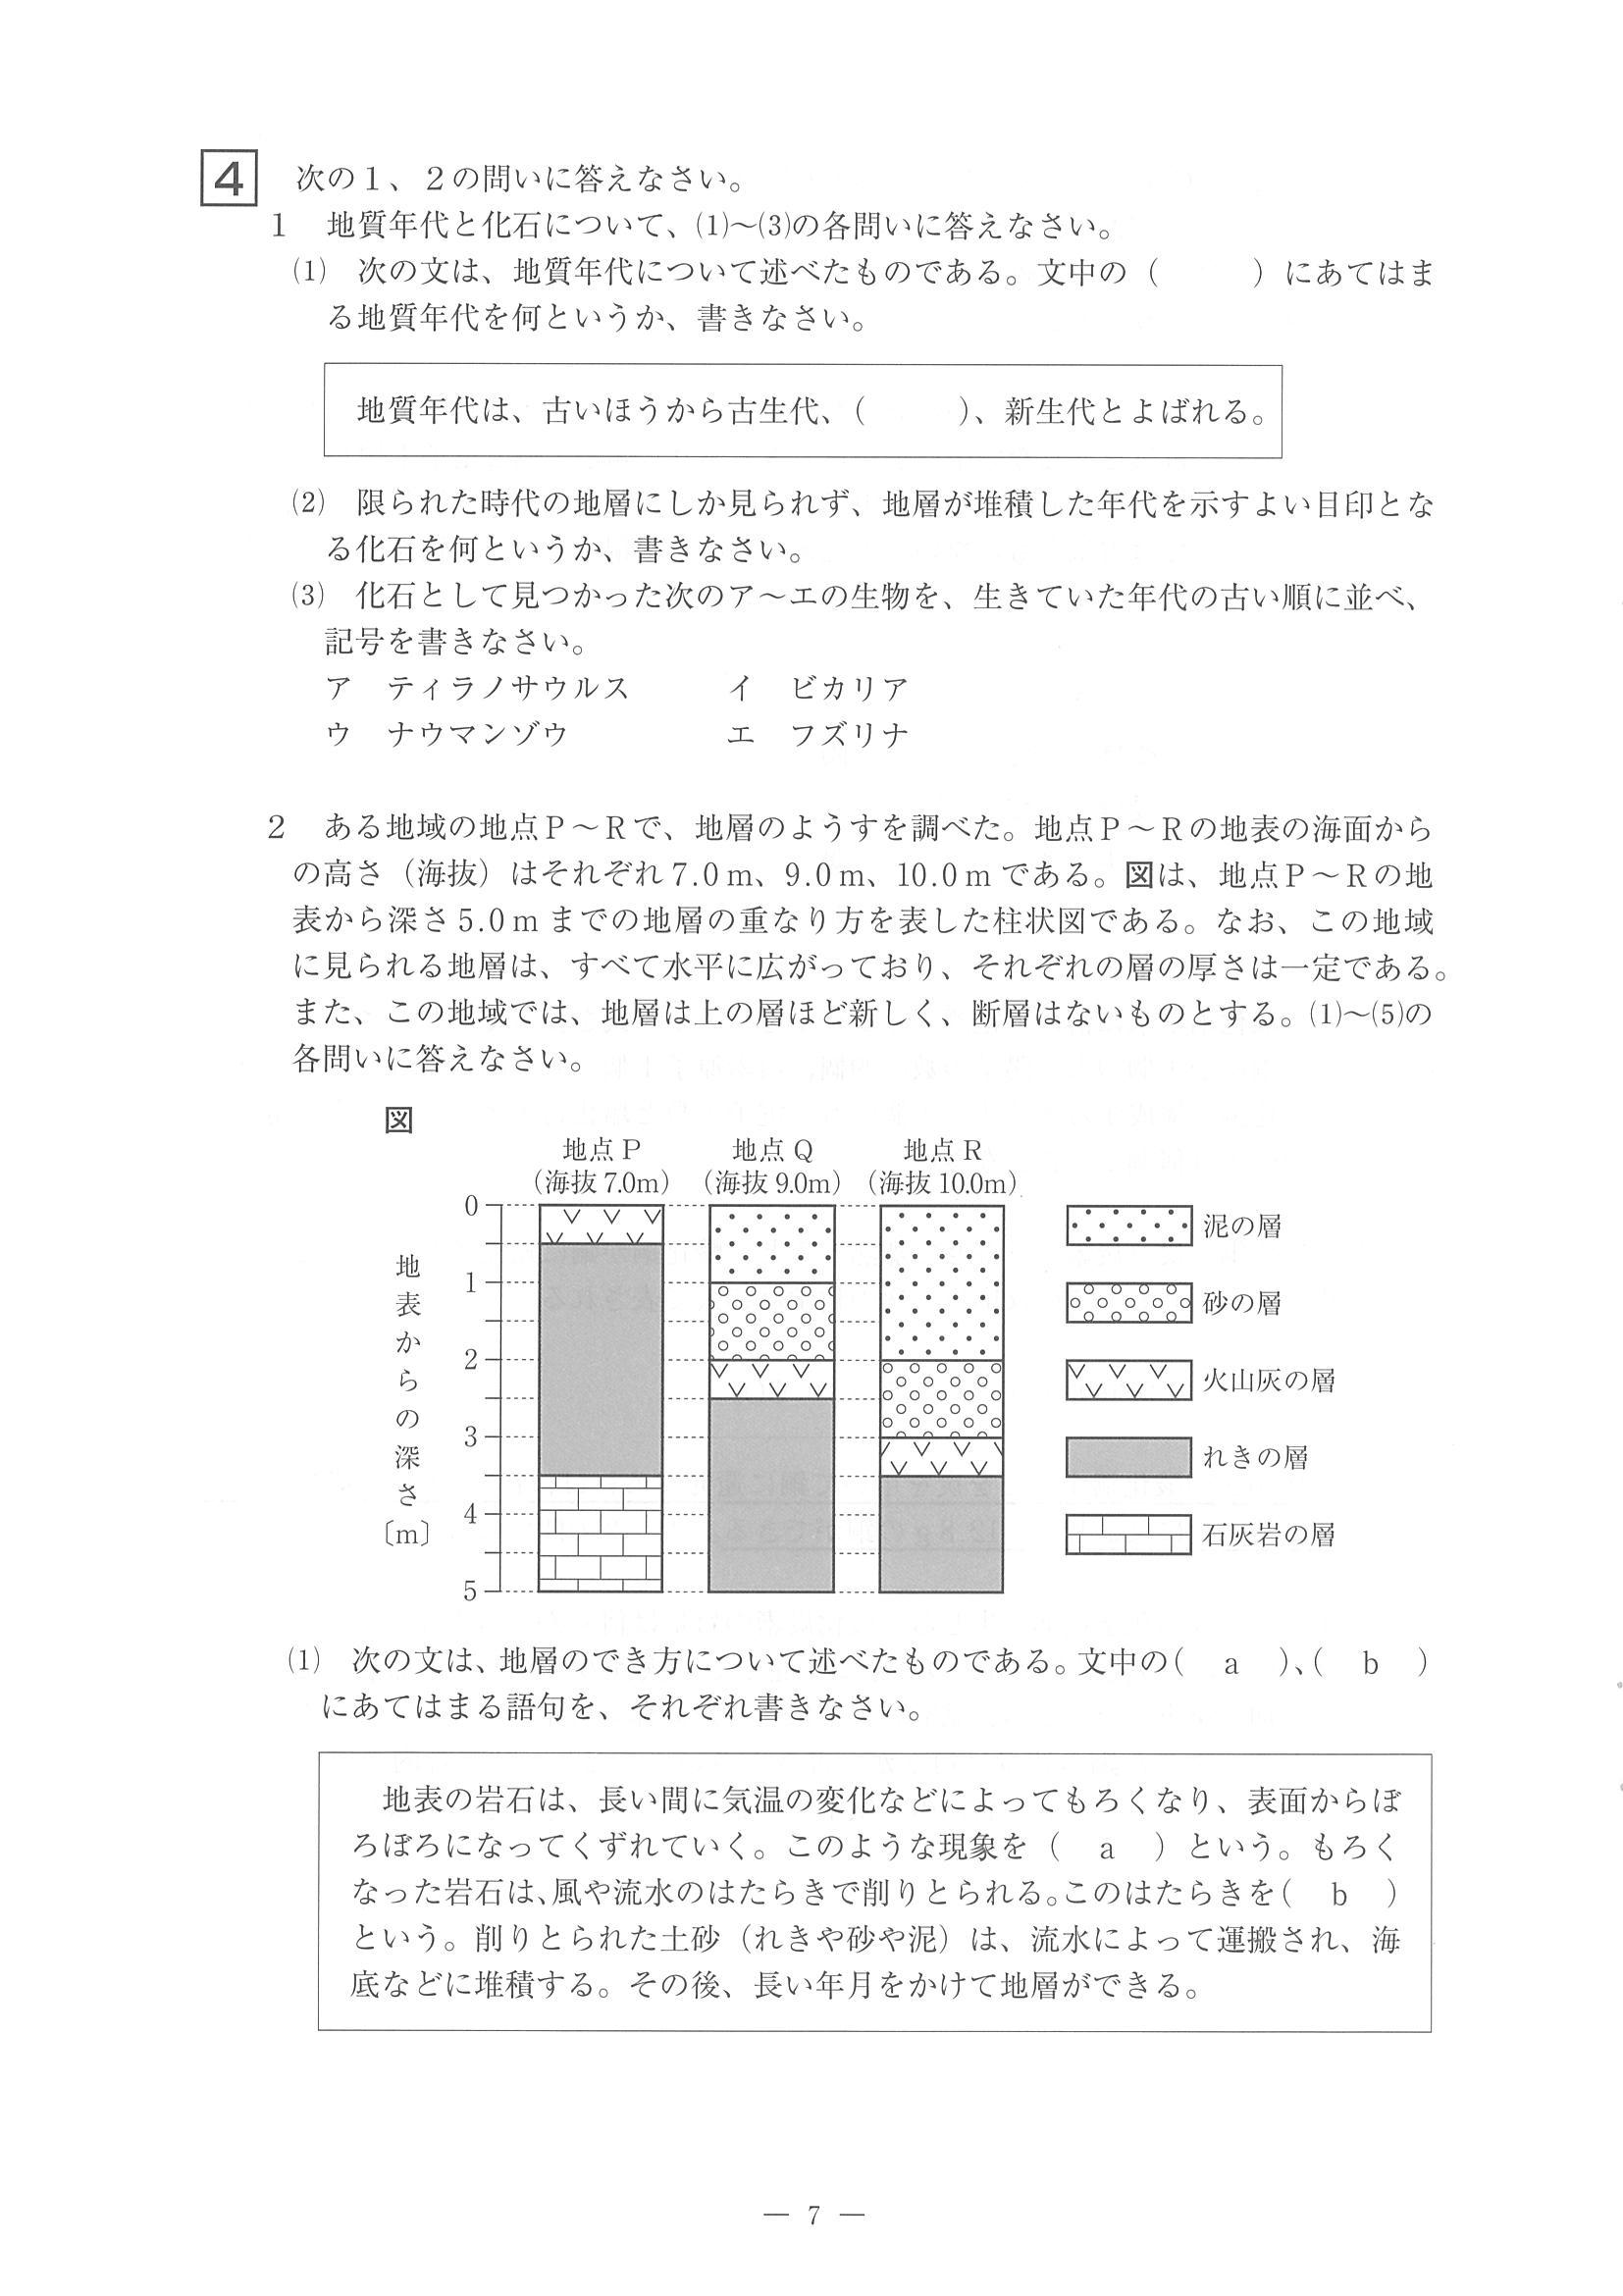 4 次の1、2の問いに答えなさい。
1 地質年代と化石について、(1)～(3)の各問いに答えなさい。
(1) 次の文は、地質年代について述べたものである。文中の(　　　)にあてはま
る地質年代を何というか、書きなさい。
地質年代は、古いほうから古生代、(　　　)、新生代とよばれる。
(2) 限られた時代の地層にしか見られず、地層が堆積した年代を示すよい目印とな
る化石を何というか、書きなさい。
(3) 化石として見つかった次のア～エの生物を、生きていた年代の古い順に並べ、
記号を書きなさい。
ア ティラノサウルス イ ビカリア
ウ ナウマンゾウ エ フズリナ
2 ある地域の地点P～Rで、地層のようすを調べた。地点P～Rの地表の海面から
の高さ(海抜)はそれぞれ7.0m、9.0m、10.0mである。図は、地点P～Rの地
表から深さ5.0mまでの地層の重なり方を表した柱状図である。なお、この地域
に見られる地層は、すべて水平に広がっており、それぞれの層の厚さは一定である。
また、この地域では、地層は上の層ほど新しく、断層はないものとする。(1)～(5)の
各問いに答えなさい。
図
地点P 地点Q 地点R
(海抜7.0m) (海抜9.0m) (海抜10.0m)
地表からの深さ〔m〕
0
1
2
3
4
5
泥の層
砂の層
火山灰の層
れきの層
石灰岩の層
(1) 次の文は、地層のでき方について述べたものである。文中の( a )、( b )
にあてはまる語句を、それぞれ書きなさい。
地表の岩石は、長い間に気温の変化などによってもろくなり、表面からぼ
ろぼろになってくずれていく。このような現象を( a )という。もろく
なった岩石は、風や流水のはたらきで削りとられる。このはたらきを( b )
という。削りとられた土砂(れきや砂や泥)は、流水によって運搬され、海
底などに堆積する。その後、長い年月をかけて地層ができる。
— 7 —